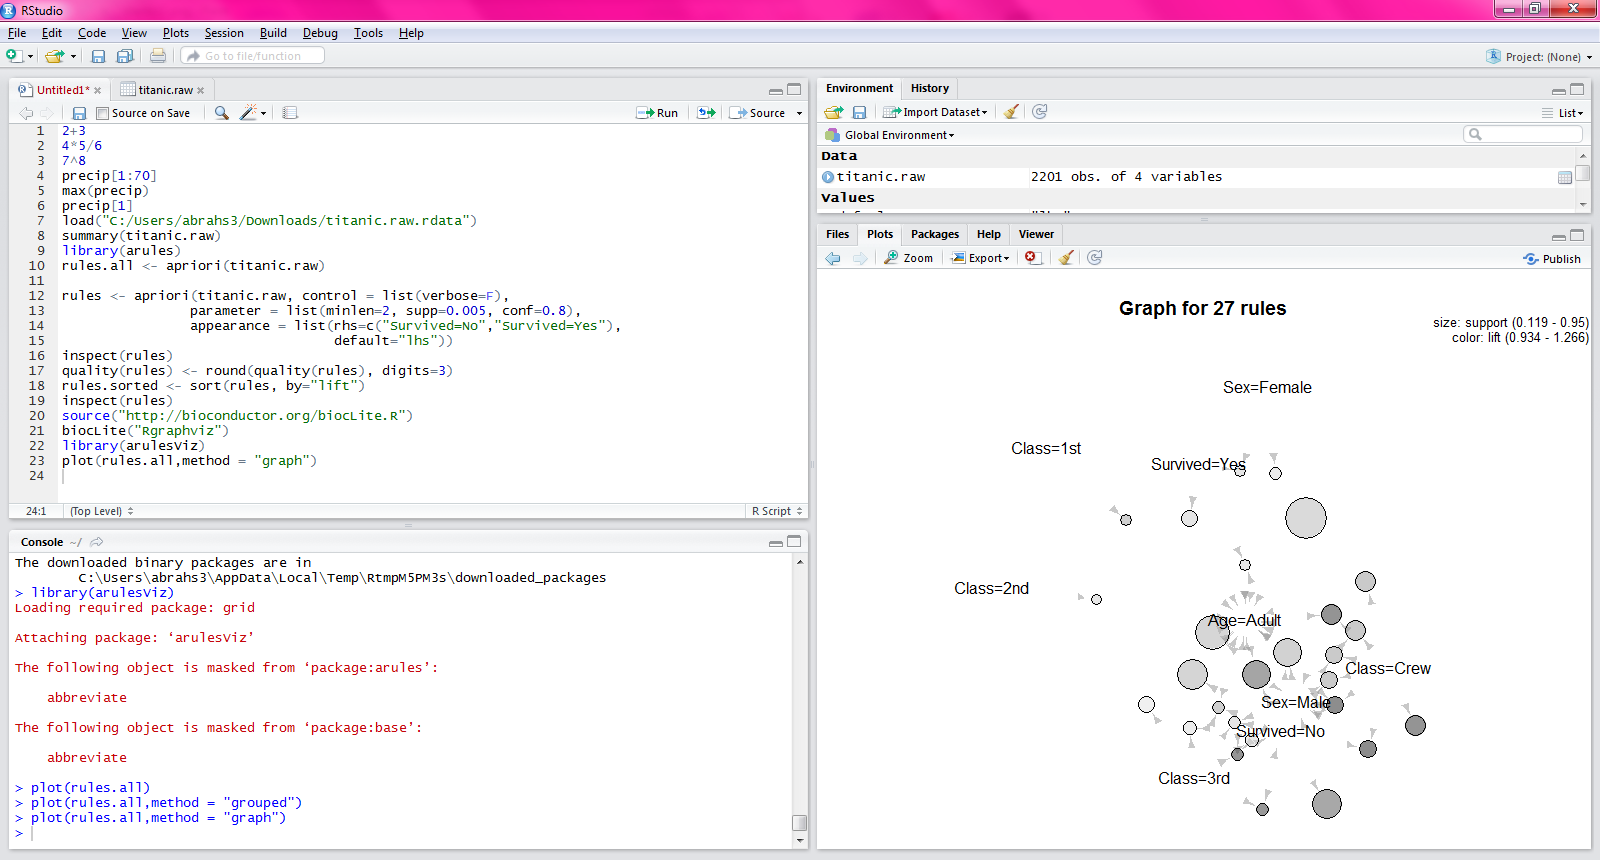 RStudio
File Edit Code View Plots Session Build Debug Tools Help
Go to file/function
Project: (None)
Untitled1* titanic.raw
Source on Save Run Source
1 2+3
2 4*5/6
3 7^8
4 precip[1:70]
5 max(precip)
6 precip[1]
7 load("C:/Users/abrahs3/Downloads/titanic.raw.rdata")
8 summary(titanic.raw)
9 library(arules)
10 rules.all <- apriori(titanic.raw)
11
12 rules <- apriori(titanic.raw, control = list(verbose=F),
13 parameter = list(minlen=2, supp=0.005, conf=0.8),
14 appearance = list(rhs=c("Survived=No","Survived=Yes"),
15 default="lhs"))
16 inspect(rules)
17 quality(rules) <- round(quality(rules), digits=3)
18 rules.sorted <- sort(rules, by="lift")
19 inspect(rules)
20 source("http://bioconductor.org/biocLite.R")
21 biocLite("Rgraphviz")
22 library(arulesViz)
23 plot(rules.all,method = "graph")
24
24:1 (Top Level) R Script
Console ~/
The downloaded binary packages are in
C:\Users\abrahs3\AppData\Local\Temp\RtmpM5PM3s\downloaded_packages
> library(arulesViz)
Loading required package: grid
Attaching package: ‘arulesViz’
The following object is masked from ‘package:arules’:
abbreviate
The following object is masked from ‘package:base’:
abbreviate
> plot(rules.all)
> plot(rules.all,method = "grouped")
> plot(rules.all,method = "graph")
>
Environment History
Import Dataset List
Global Environment
Data
titanic.raw 2201 obs. of 4 variables
Values
Files Plots Packages Help Viewer
Zoom Export Publish
Graph for 27 rules
size: support (0.119 - 0.95)
color: lift (0.934 - 1.266)
Sex=Female
Class=1st
Survived=Yes
Class=2nd
Age=Adult
Class=Crew
Sex=Male
Survived=No
Class=3rd